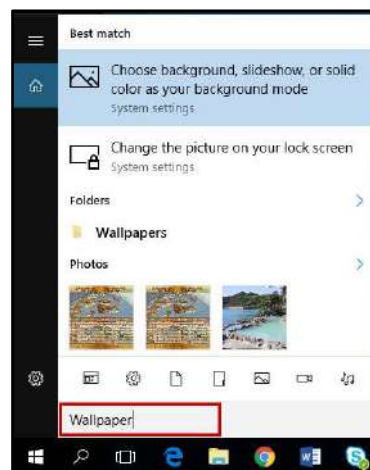 Best match
Choose background, slideshow, or solid
color as your background mode
System settings
Change the picture on your lock screen
System settings
Folders
Wallpapers
Photos
Wallpaper